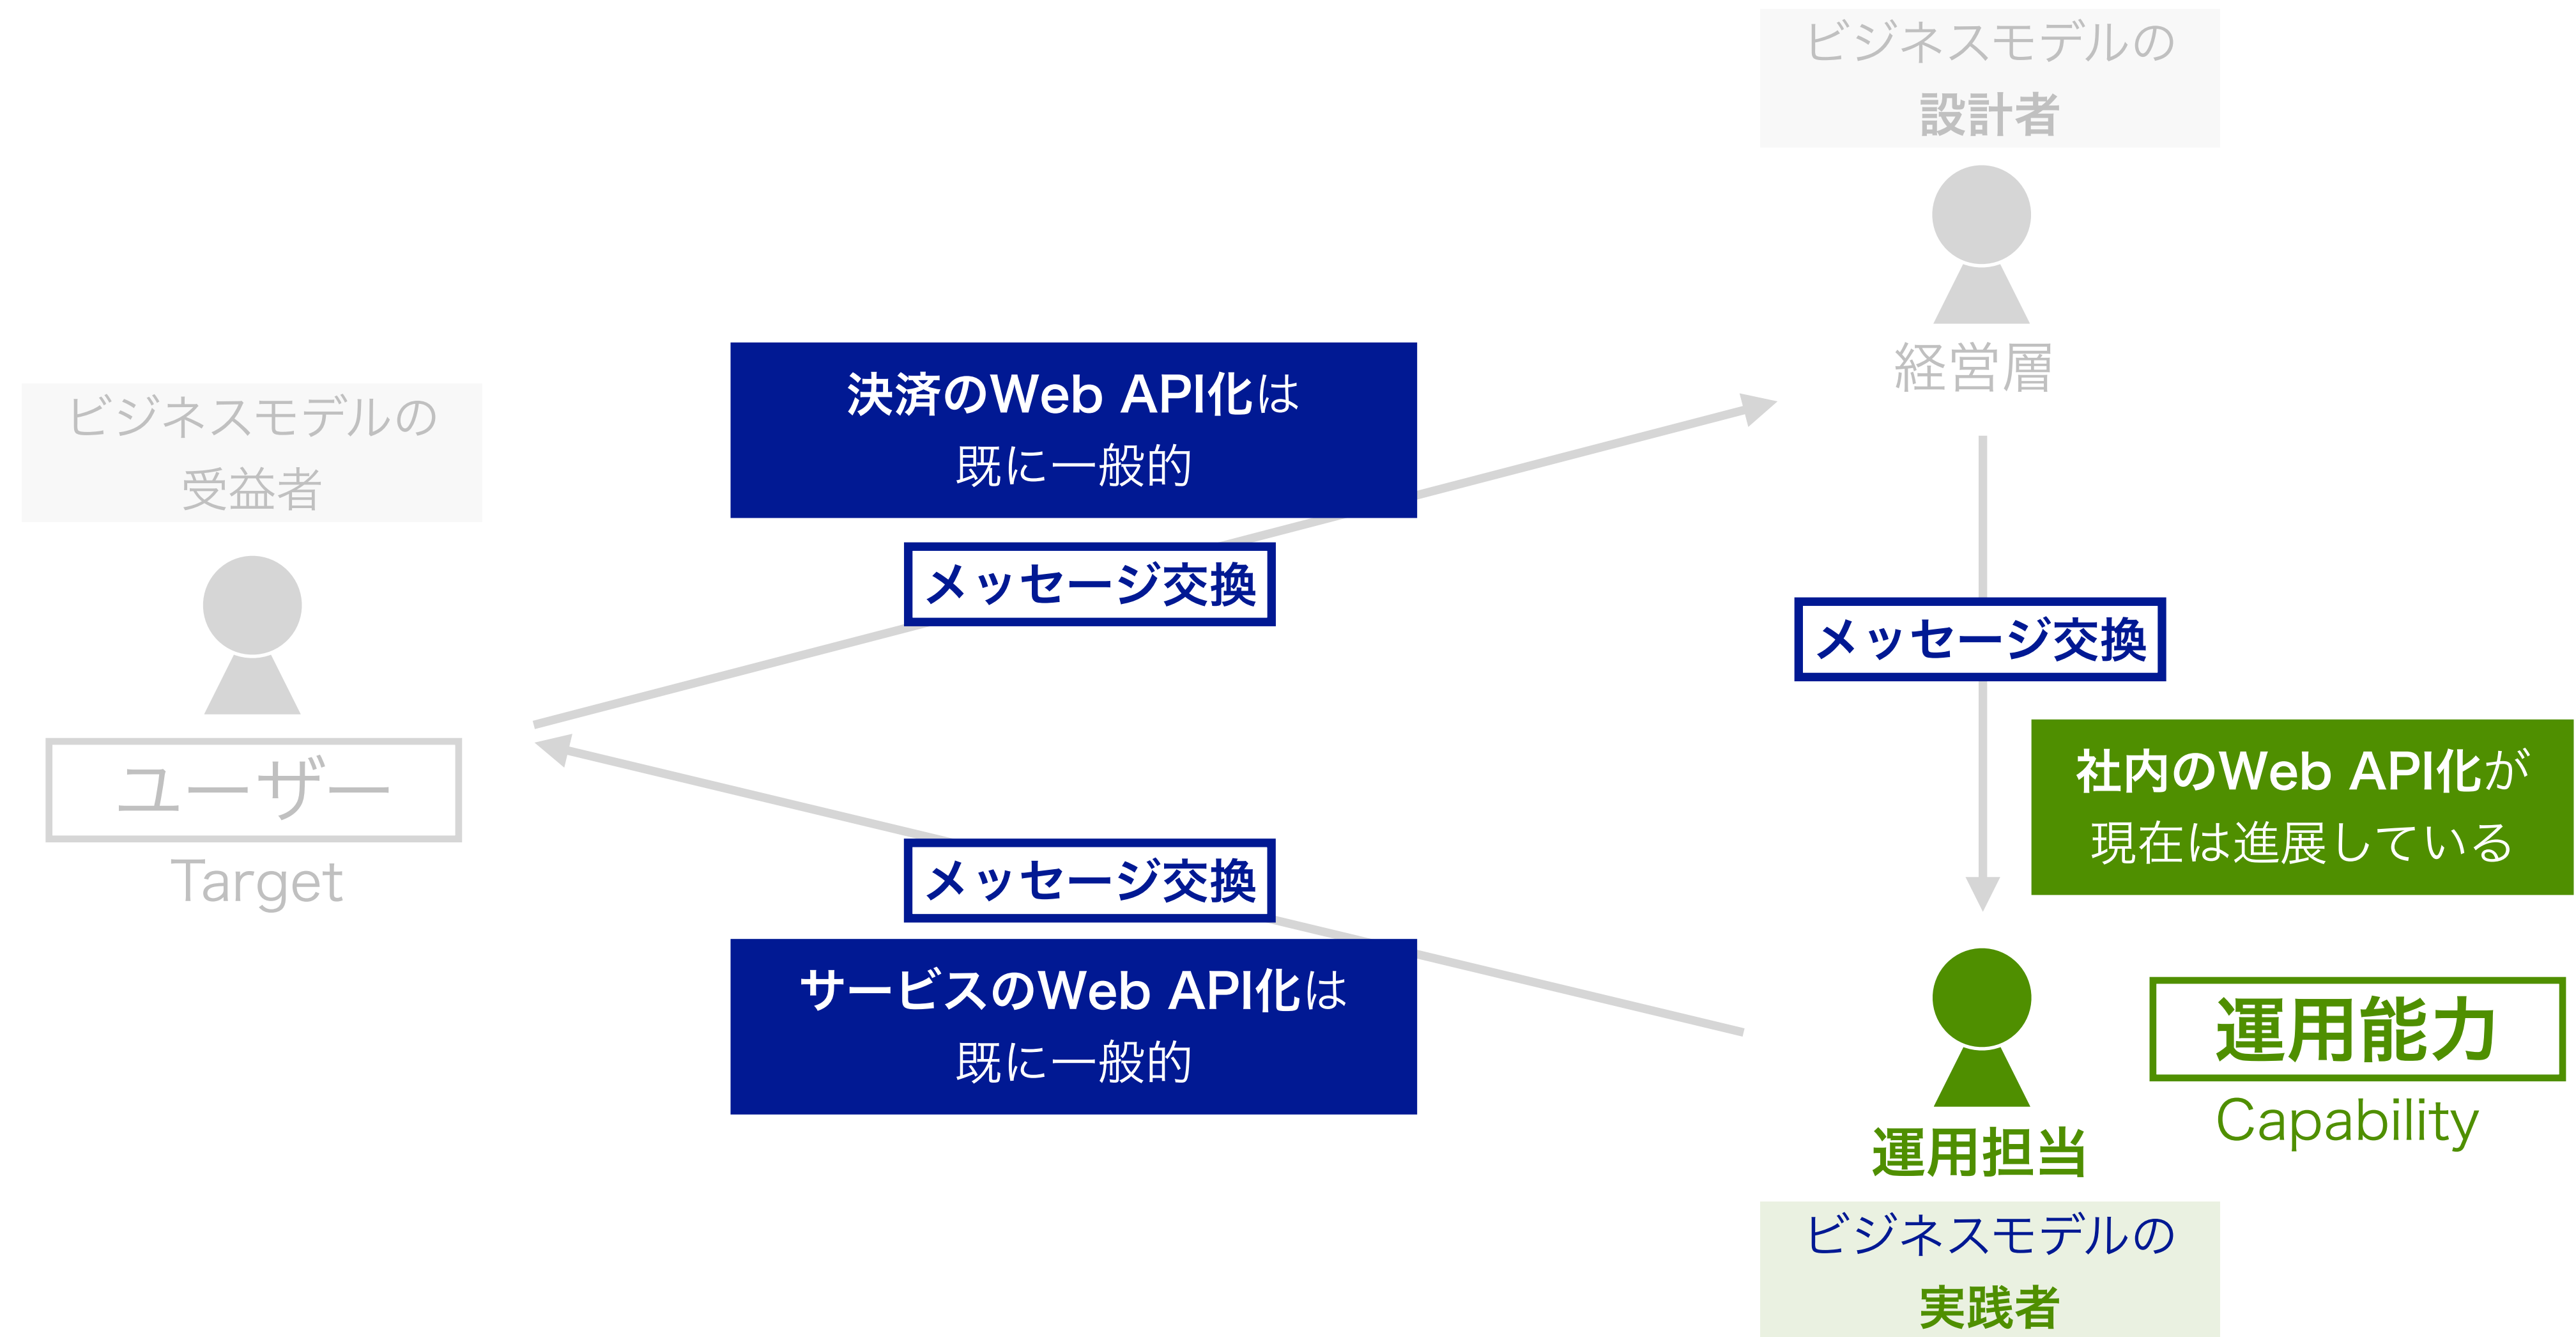 ビジネスモデルの
設計者
経営層
決済のWeb API化は
既に一般的
メッセージ交換
ビジネスモデルの
受益者
ユーザー
Target
メッセージ交換
社内のWeb API化が
現在は進展している
メッセージ交換
サービスのWeb API化は
既に一般的
運用能力
Capability
運用担当
ビジネスモデルの
実践者